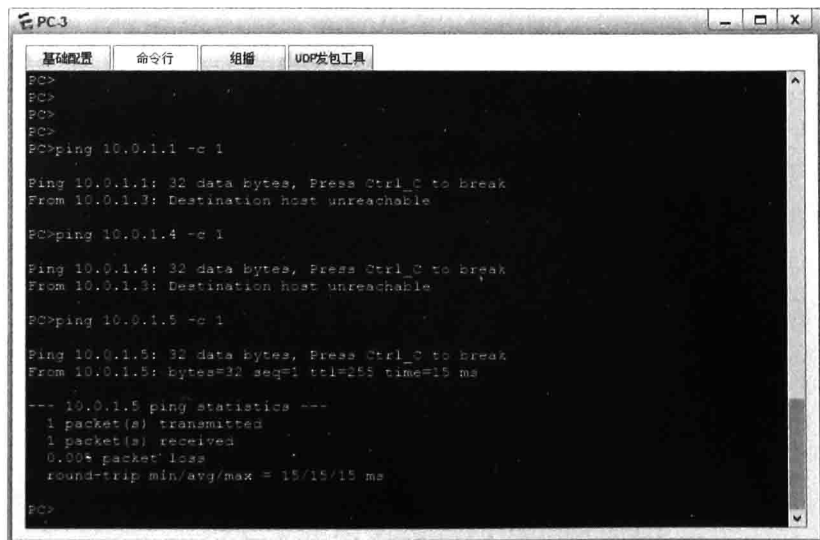 PC-3
基础配置 命令行 组播 UDP发包工具
PC>
PC>
PC>
PC>
PC>ping 10.0.1.1 -c 1
Ping 10.0.1.1: 32 data bytes, Press Ctrl_C to break
From 10.0.1.3: Destination host unreachable
PC>ping 10.0.1.4 -c 1
Ping 10.0.1.4: 32 data bytes, Press Ctrl_C to break
From 10.0.1.3: Destination host unreachable
PC>ping 10.0.1.5 -c 1
Ping 10.0.1.5: 32 data bytes, Press Ctrl_C to break
From 10.0.1.5: bytes=32 seq=1 ttl=255 time=15 ms
--- 10.0.1.5 ping statistics ---
1 packet(s) transmitted
1 packet(s) received
0.00% packet loss
round-trip min/avg/max = 15/15/15 ms
PC>